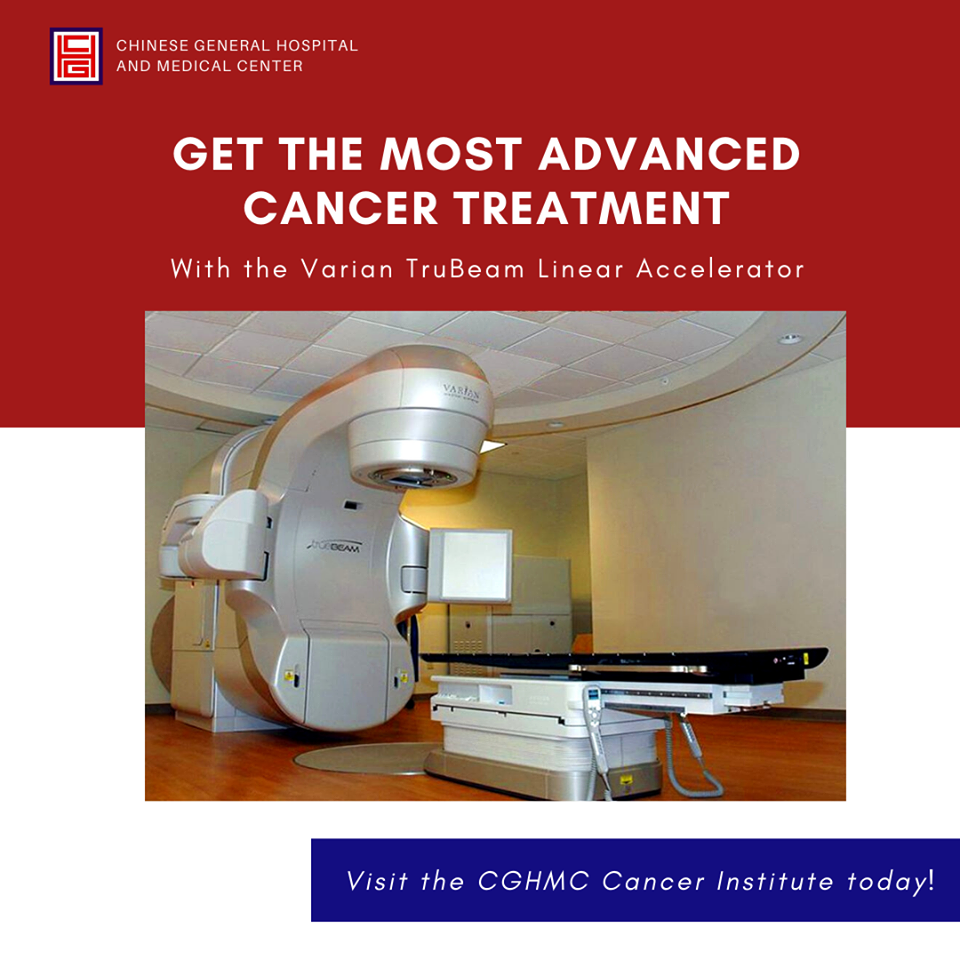 CHINESE GENERAL HOSPITAL
AND MEDICAL CENTER
GET THE MOST ADVANCED
CANCER TREATMENT
With the Varian TruBeam Linear Accelerator
VARIAN
TRUEBEAM
Visit the CGHMC Cancer Institute today!